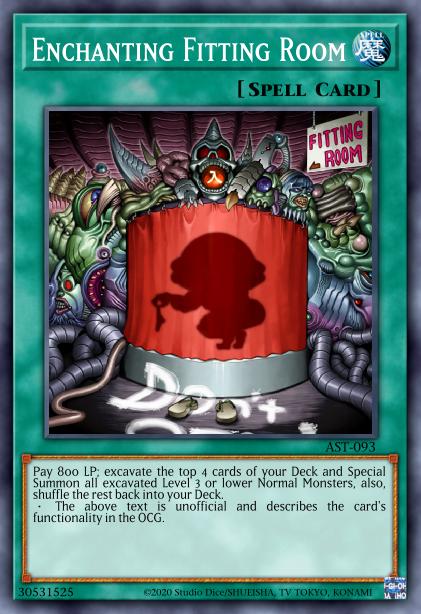 ENCHANTING FITTING ROOM
SPELL
魔
[SPELL CARD]
FITTING
ROOM
入
Don't
AST-093
Pay 800 LP; excavate the top 4 cards of your Deck and Special
Summon all excavated Level 3 or lower Normal Monsters, also,
shuffle the rest back into your Deck.
· The above text is unofficial and describes the card's
functionality in the OCG.
30531525
©2020 Studio Dice/SHUEISHA, TV TOKYO, KONAMI